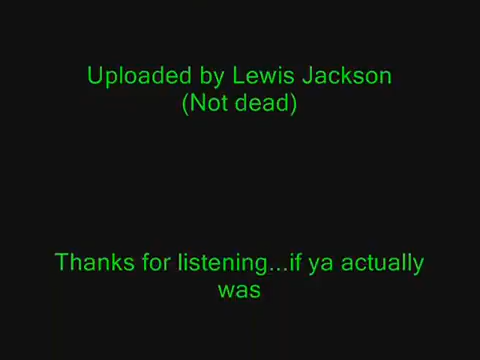 Uploaded by Lewis Jackson
(Not dead)
Thanks for listening...if ya actually
was